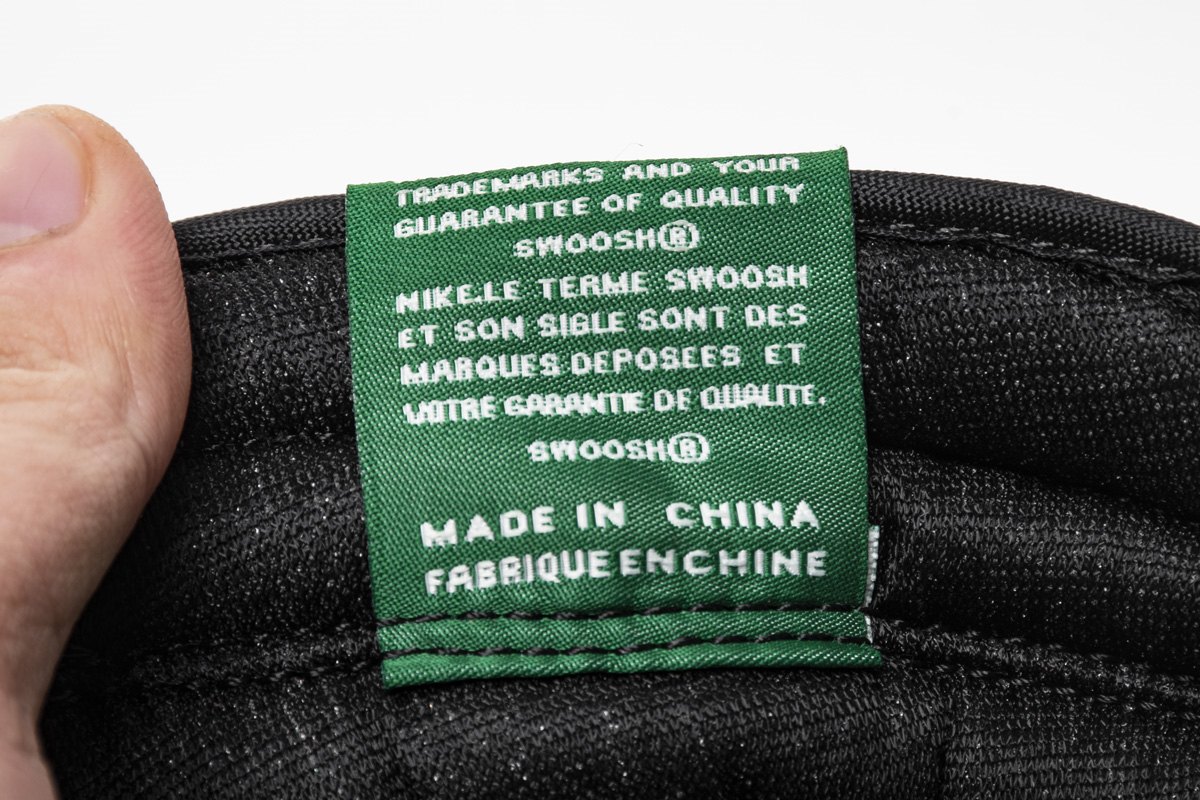 TRADEMARKS AND YOUR
GUARANTEE OF QUALITY
SWOOSH®
NIKE.LE TERME SWOOSH
ET SON SIGLE SONT DES
MARQUES DEPOSEES ET
VOTRE GARANTIE DE QUALITE.
SWOOSH®
MADE IN CHINA
FABRIQUE EN CHINE